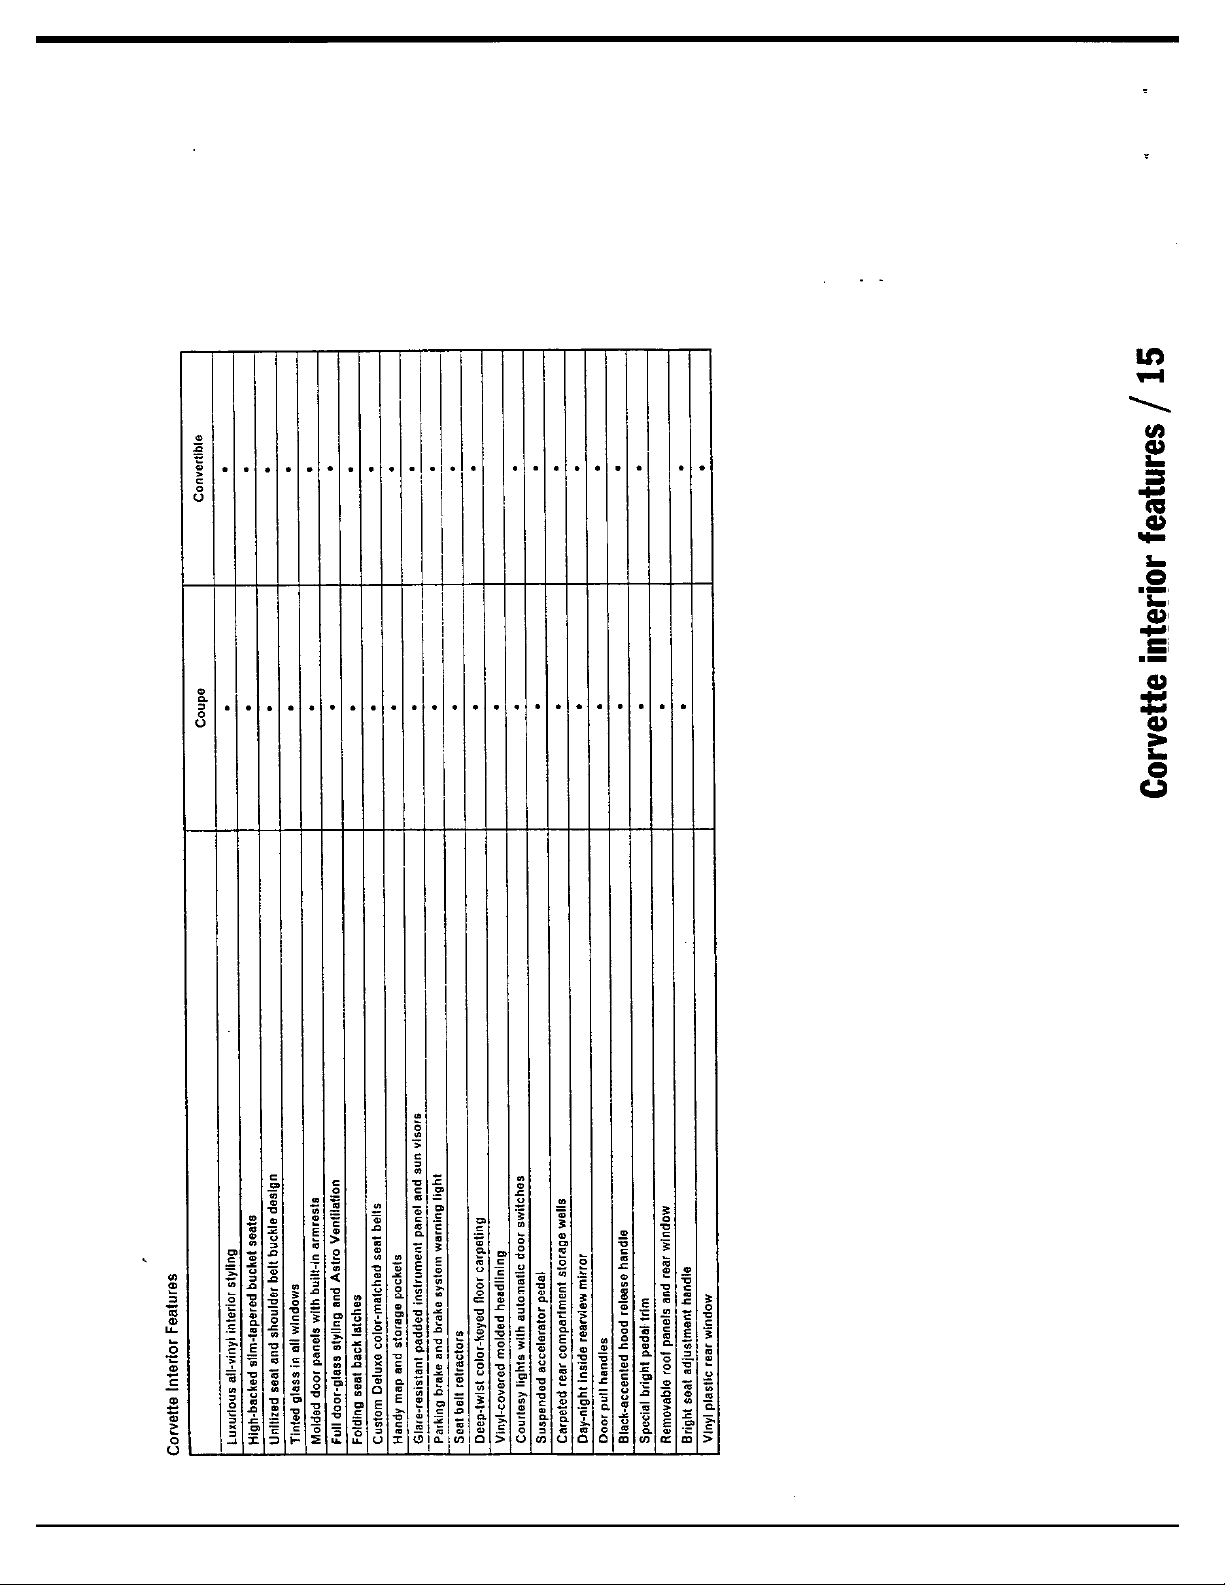 Corvette Interior Features
Coupe Convertible
Luxurious all-vinyl interior styling • •
High-backed slim-tapered bucket seats • •
Unitized seat and shoulder belt buckle design • •
Tinted glass in all windows • •
Molded door panels with built-in armrests • •
Full door-glass styling and Astro Ventilation • •
Folding seat back latches • •
Custom Deluxe color-matched seat belts • •
Handy map and storage pockets • •
Glare-resistant padded instrument panel and sun visors • •
Parking brake and brake system warning light • •
Seat belt retractors • •
Deep-twist color-keyed floor carpeting • •
Vinyl-covered molded headlining •
Courtesy lights with automatic door switches • •
Suspended accelerator pedal • •
Carpeted rear compartment storage wells • •
Day-night inside rearview mirror • •
Door pull handles • •
Black-accented hood release handle • •
Special bright pedal trim • •
Removable roof panels and rear window •
Bright seat adjustment handle • •
Vinyl plastic rear window •
Corvette interior features / 15